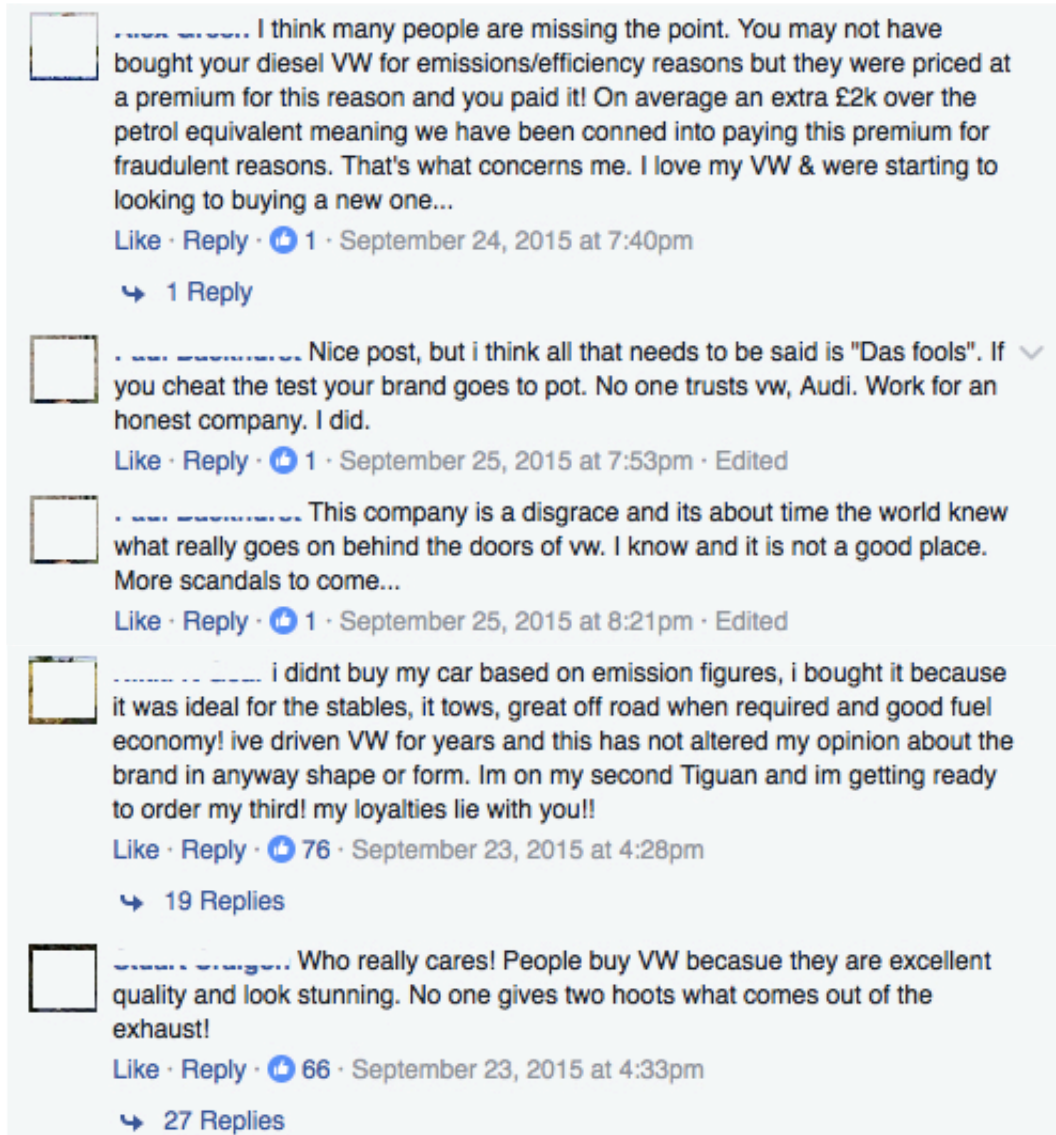 I think many people are missing the point. You may not have
bought your diesel VW for emissions/efficiency reasons but they were priced at
a premium for this reason and you paid it! On average an extra £2k over the
petrol equivalent meaning we have been conned into paying this premium for
fraudulent reasons. That's what concerns me. I love my VW & were starting to
looking to buying a new one...
Like · Reply · 1 · September 24, 2015 at 7:40pm
1 Reply
Nice post, but i think all that needs to be said is "Das fools". If
you cheat the test your brand goes to pot. No one trusts vw, Audi. Work for an
honest company. I did.
Like · Reply · 1 · September 25, 2015 at 7:53pm · Edited
This company is a disgrace and its about time the world knew
what really goes on behind the doors of vw. I know and it is not a good place.
More scandals to come...
Like · Reply · 1 · September 25, 2015 at 8:21pm · Edited
i didnt buy my car based on emission figures, i bought it because
it was ideal for the stables, it tows, great off road when required and good fuel
economy! ive driven VW for years and this has not altered my opinion about the
brand in anyway shape or form. Im on my second Tiguan and im getting ready
to order my third! my loyalties lie with you!!
Like · Reply · 76 · September 23, 2015 at 4:28pm
19 Replies
Who really cares! People buy VW becasue they are excellent
quality and look stunning. No one gives two hoots what comes out of the
exhaust!
Like · Reply · 66 · September 23, 2015 at 4:33pm
27 Replies